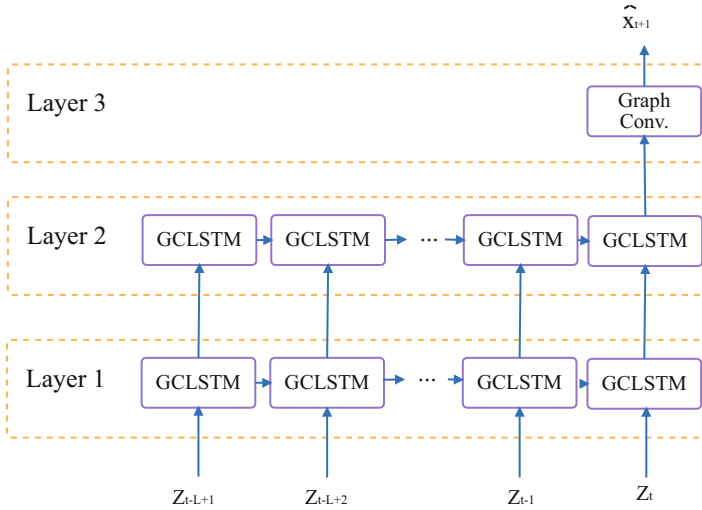 x̂t+1
Layer 3
Graph
Conv.
Layer 2
GCLSTM
GCLSTM
...
GCLSTM
GCLSTM
Layer 1
GCLSTM
GCLSTM
...
GCLSTM
GCLSTM
Zt-L+1
Zt-L+2
Zt-1
Zt